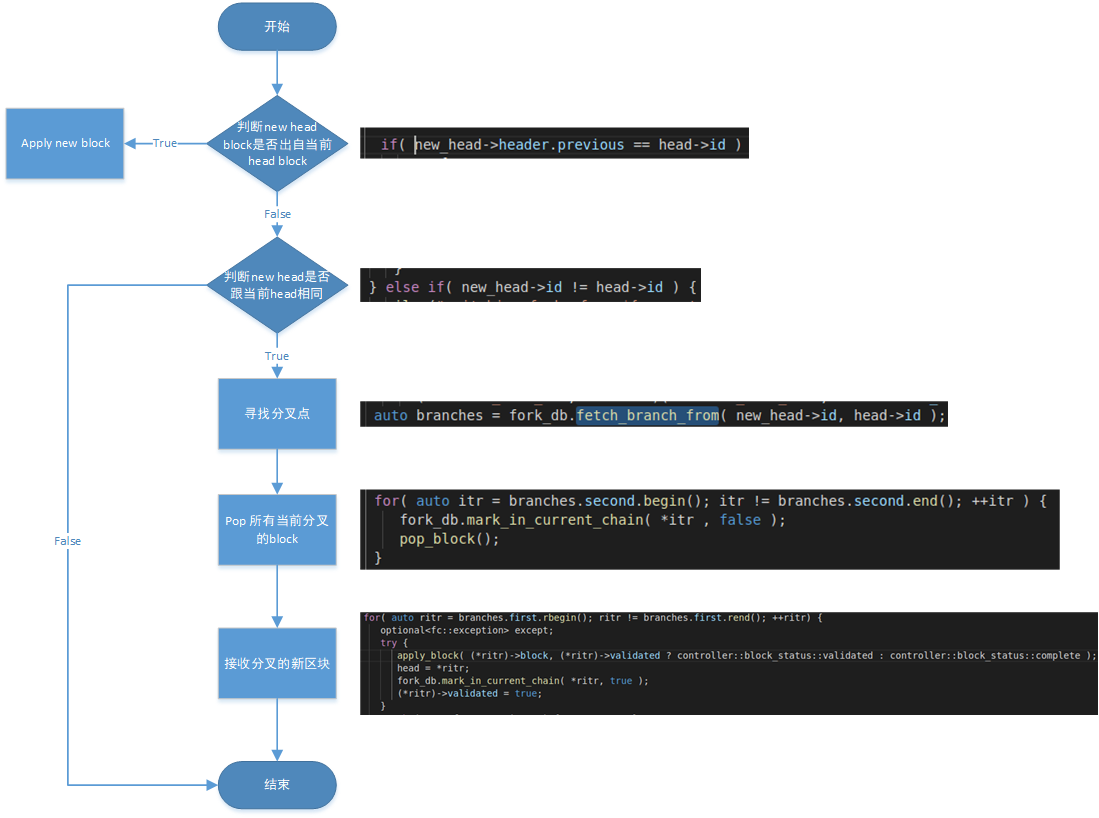 开始
判断new head
block是否出自当前
head block
True
Apply new block
if( new_head->header.previous == head->id )
False
判断new head是否
跟当前head相同
}
} else if( new_head->id != head->id ) {
True
寻找分叉点
auto branches = fork_db.fetch_branch_from( new_head->id, head->id );
Pop 所有当前分叉
的block
for( auto itr = branches.second.begin(); itr != branches.second.end(); ++itr ) {
fork_db.mark_in_current_chain( *itr , false );
pop_block();
}
False
接收分叉的新区块
for( auto ritr = branches.first.rbegin(); ritr != branches.first.rend(); ++ritr) {
optional<fc::exception> except;
try {
apply_block( (*ritr)->block, (*ritr)->validated ? controller::block_status::validated : controller::block_status::complete );
head = *ritr;
fork_db.mark_in_current_chain( *ritr, true );
(*ritr)->validated = true;
}
结束